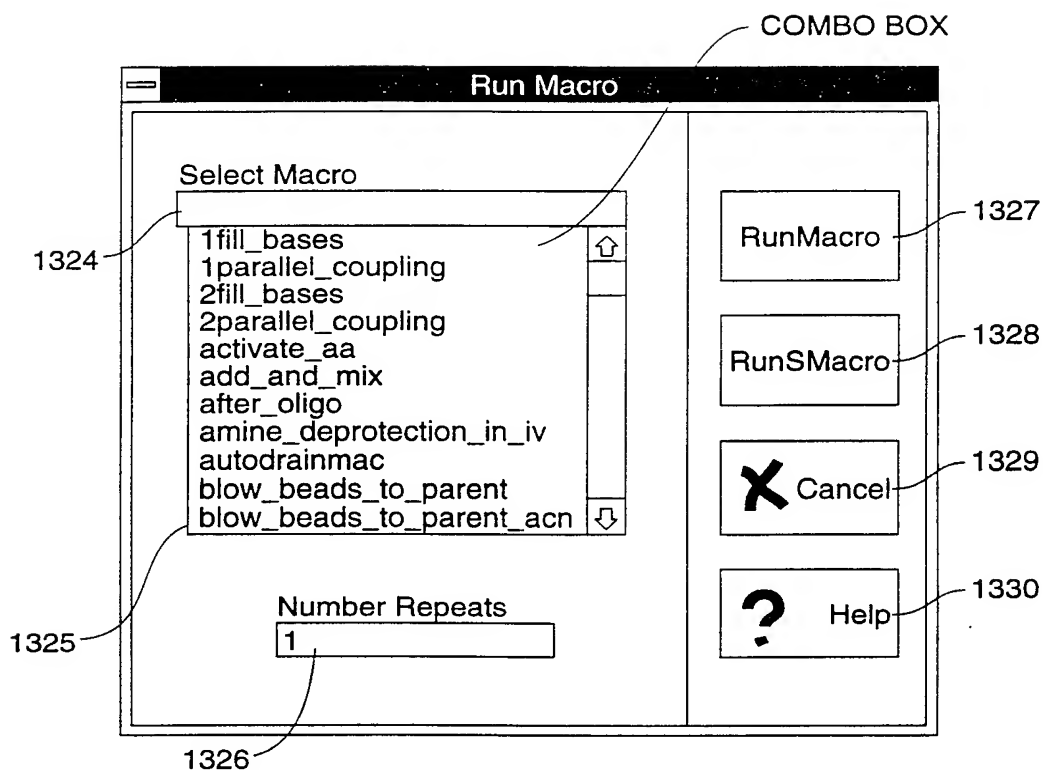 COMBO BOX
Run Macro
Select Macro
1324
1fill_bases
1parallel_coupling
2fill_bases
2parallel_coupling
activate_aa
add_and_mix
after_oligo
amine_deprotection_in_iv
autodrainmac
blow_beads_to_parent
blow_beads_to_parent_acn
1325
Number Repeats
1
1326
RunMacro
1327
RunSMacro
1328
Cancel
1329
? Help
1330